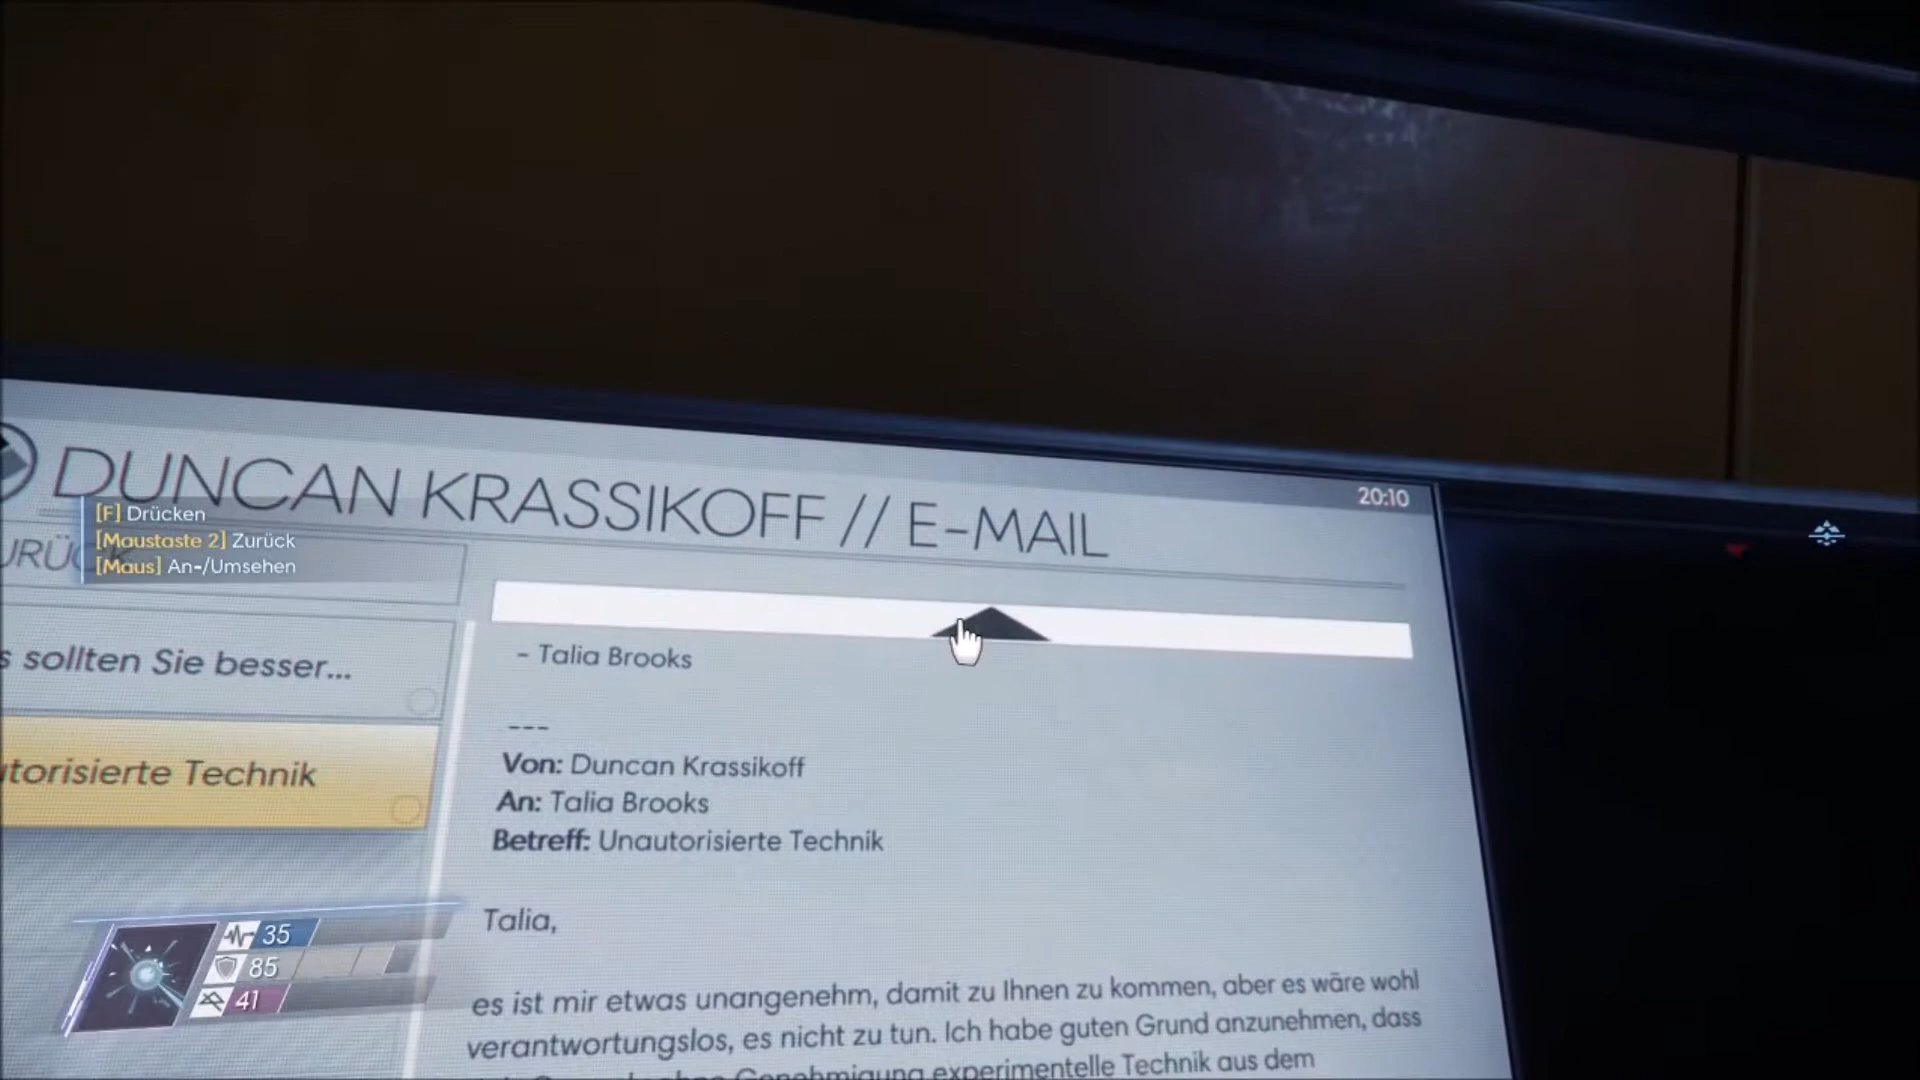 DUNCAN KRASSIKOFF // E-MAIL
20:10
[F] Drücken
[Maustaste 2] Zurück
[Maus] An-/Umsehen
sollten Sie besser...
Technik
- Talia Brooks
---
Von: Duncan Krassikoff
An: Talia Brooks
Betreff: Unautorisierte Technik
Talia,
es ist mir etwas unangenehm, damit zu Ihnen zu kommen, aber es wäre wohl
verantwortungslos, es nicht zu tun. Ich habe guten Grund anzunehmen, dass
ohne Genehmigung experimentelle Technik aus dem
35
85
41